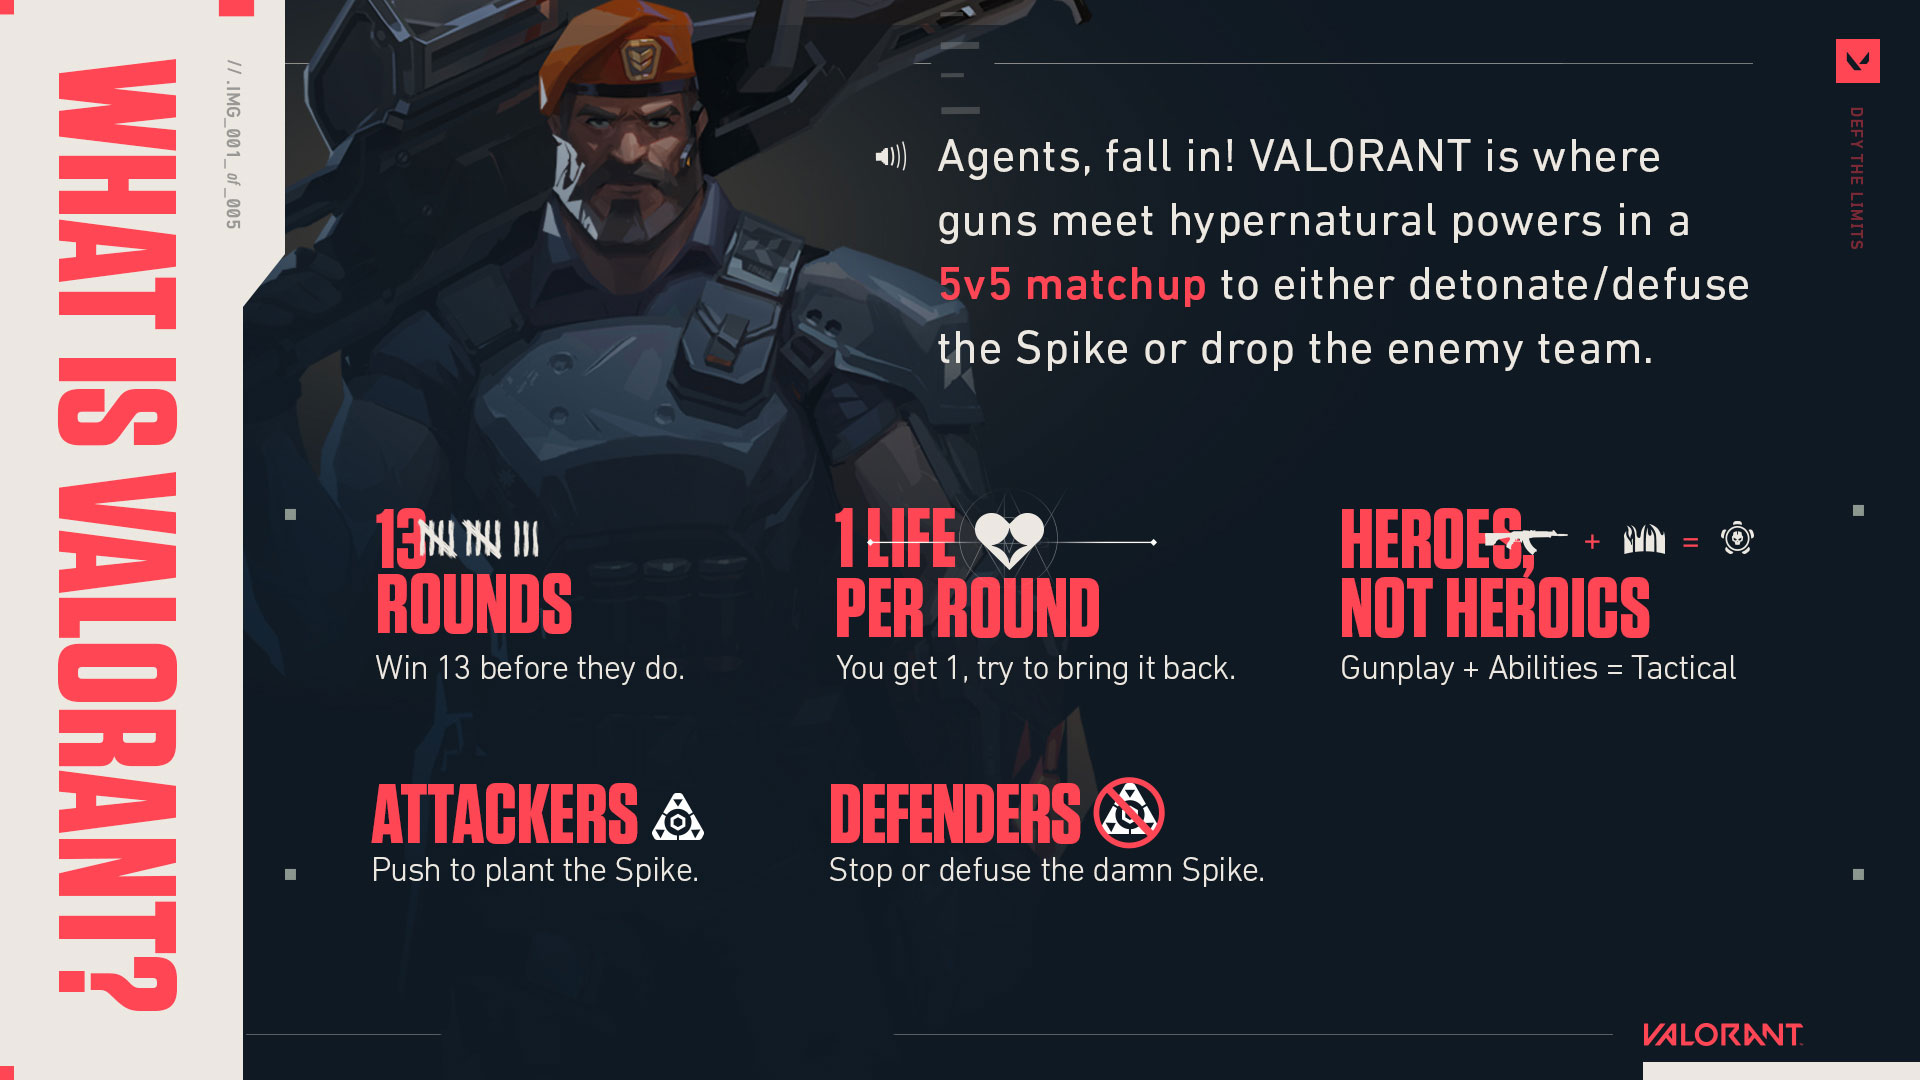 WHAT IS VALORANT?
// .IMG_001_of_005
DEFY THE LIMITS
Agents, fall in! VALORANT is where
guns meet hypernatural powers in a
5v5 matchup to either detonate/defuse
the Spike or drop the enemy team.
13
ROUNDS
Win 13 before they do.
1 LIFE
PER ROUND
You get 1, try to bring it back.
HEROES,
NOT HEROICS
+ =
Gunplay + Abilities = Tactical
ATTACKERS
Push to plant the Spike.
DEFENDERS
Stop or defuse the damn Spike.
VALORANT